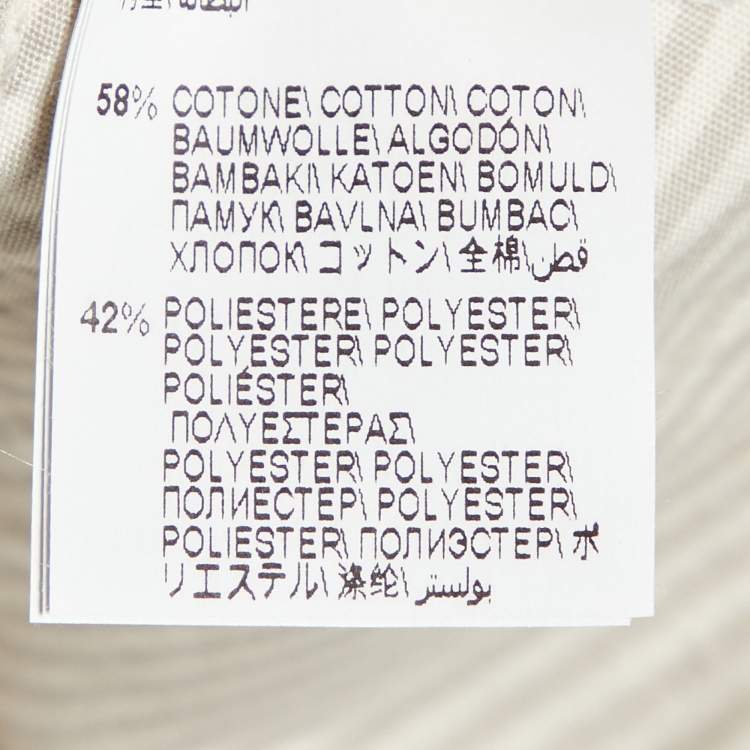 58% COTONE\ COTTON\ COTON\
BAUMWOLLE\ ALGODÓN\
BAMBAKI\ KATOEN\ BOMULD\
ПАМУК\ BAVLNA\ BUMBAC\
ХЛОПОК\ コットン\ 全棉\ قطن
42% POLIESTERE\ POLYESTER\
POLYESTER\ POLYESTER\
POLIÉSTER\
ΠΟΛΥΕΣΤΕΡΑΣ\
POLYESTER\ POLYESTER\
ПОЛИЕСТЕР\ POLYESTER\
POLIESTER\ ПОЛИЭСТЕР\ ポ
リエステル\ 涤纶\ بولستر